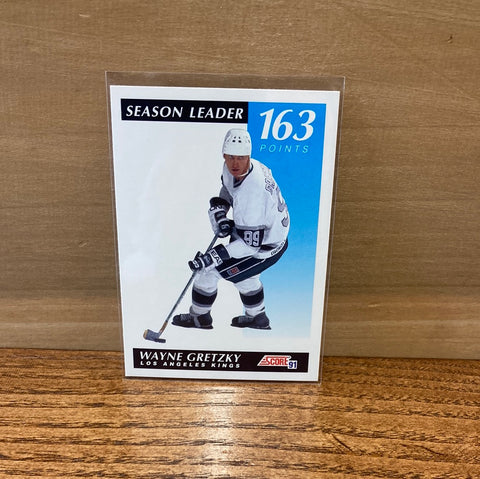 SEASON LEADER
163
POINTS
99
WAYNE GRETZKY
LOS ANGELES KINGS
SCORE 91